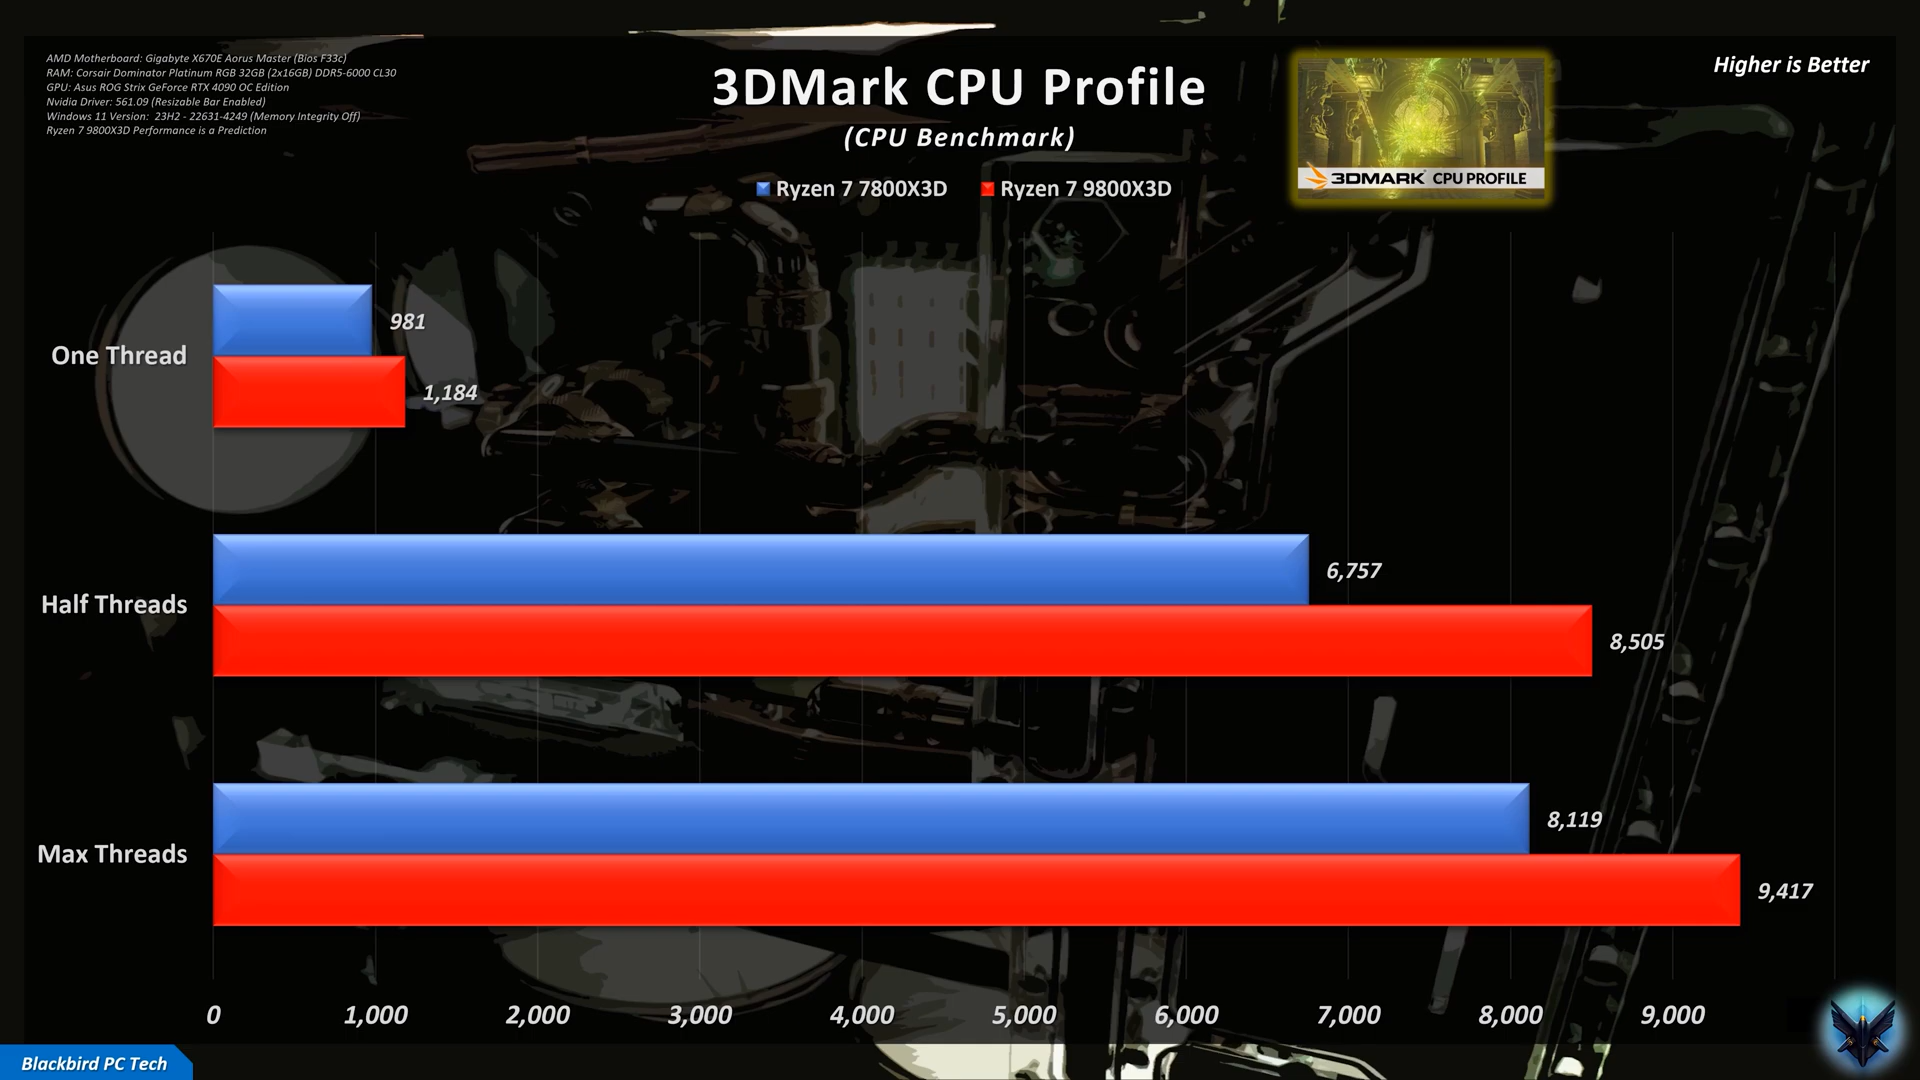 AMD Motherboard: Gigabyte X670E Aorus Master (Bios F33c)
RAM: Corsair Dominator Platinum RGB 32GB (2x16GB) DDR5-6000 CL30
GPU: Asus ROG Strix GeForce RTX 4090 OC Edition
Nvidia Driver: 561.09 (Resizable Bar Enabled)
Windows 11 Version: 23H2 - 22631-4249 (Memory Integrity Off)
Ryzen 7 9800X3D Performance is a Prediction
3DMark CPU Profile
(CPU Benchmark)
Ryzen 7 7800X3D Ryzen 7 9800X3D
3DMARK CPU PROFILE
Higher is Better
One Thread
981
1,184
Half Threads
6,757
8,505
Max Threads
8,119
9,417
0 1,000 2,000 3,000 4,000 5,000 6,000 7,000 8,000 9,000
Blackbird PC Tech